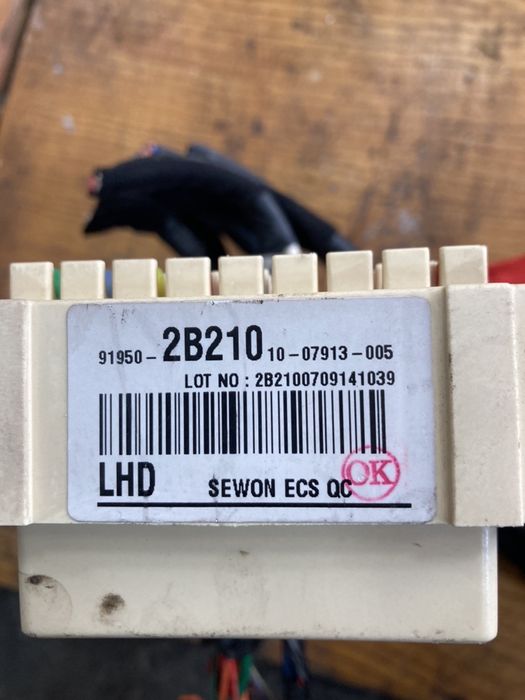 91950-2B210 10-07913-005
LOT NO : 2B2100709141039
LHD SEWON ECS QC OK